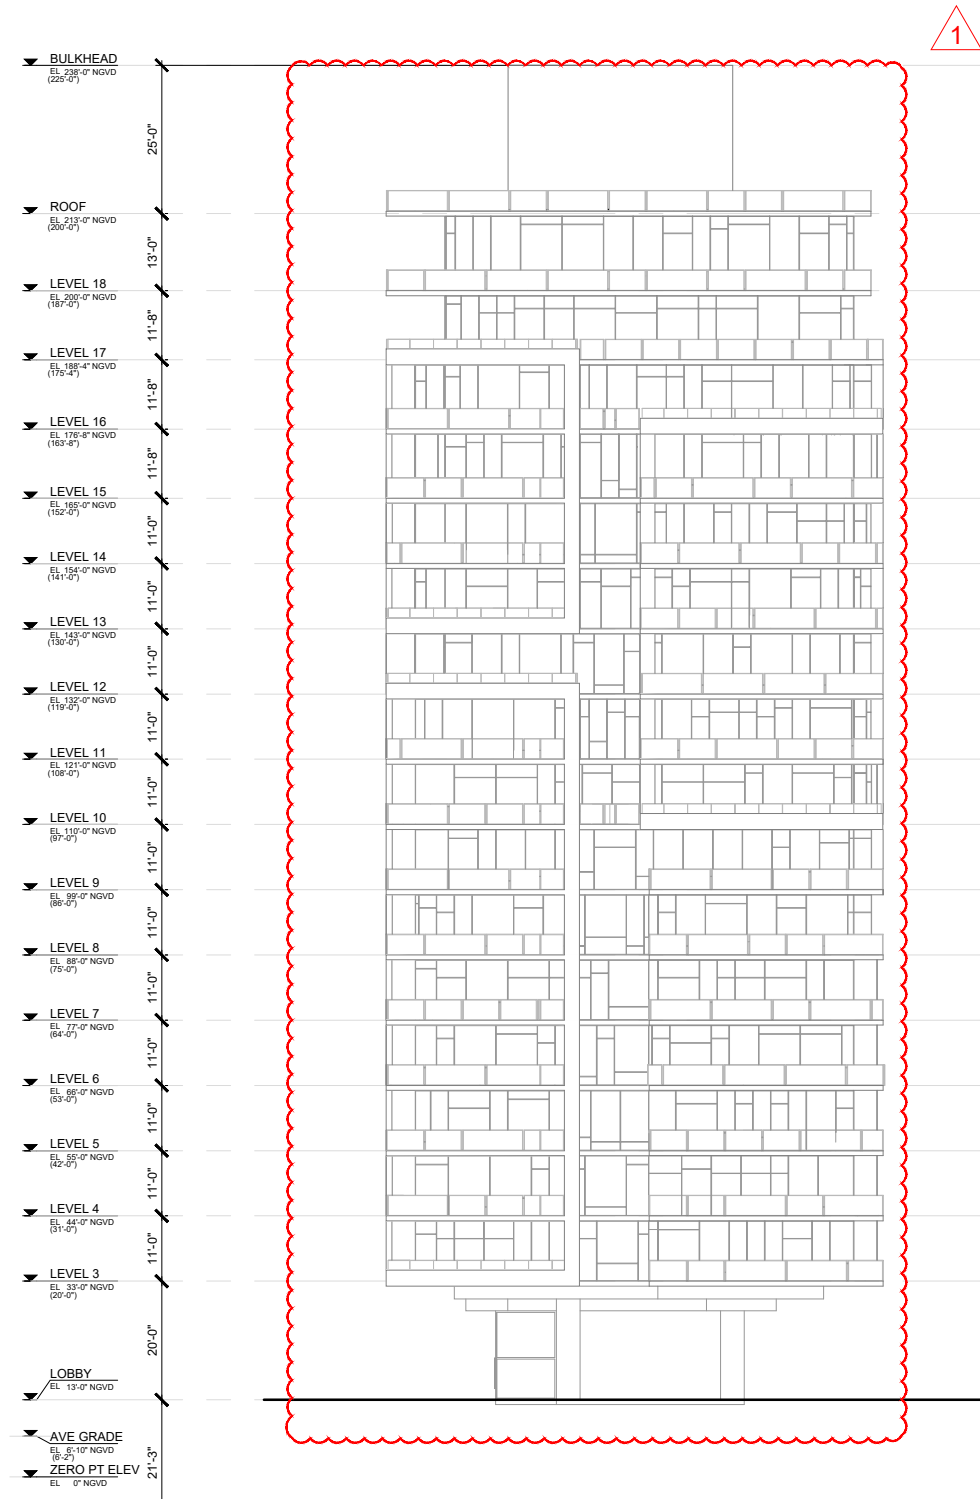 1
BULKHEAD
EL 238'-0" NGVD
(225'-0")
25'-0"
ROOF
EL 213'-0" NGVD
(200'-0")
13'-0"
LEVEL 18
EL 200'-0" NGVD
(187'-0")
11'-8"
LEVEL 17
EL 188'-4" NGVD
(175'-4")
11'-8"
LEVEL 16
EL 176'-8" NGVD
(163'-8")
11'-8"
LEVEL 15
EL 165'-0" NGVD
(152'-0")
11'-0"
LEVEL 14
EL 154'-0" NGVD
(141'-0")
11'-0"
LEVEL 13
EL 143'-0" NGVD
(130'-0")
11'-0"
LEVEL 12
EL 132'-0" NGVD
(119'-0")
11'-0"
LEVEL 11
EL 121'-0" NGVD
(108'-0")
11'-0"
LEVEL 10
EL 110'-0" NGVD
(97'-0")
11'-0"
LEVEL 9
EL 99'-0" NGVD
(86'-0")
11'-0"
LEVEL 8
EL 88'-0" NGVD
(75'-0")
11'-0"
LEVEL 7
EL 77'-0" NGVD
(64'-0")
11'-0"
LEVEL 6
EL 66'-0" NGVD
(53'-0")
11'-0"
LEVEL 5
EL 55'-0" NGVD
(42'-0")
11'-0"
LEVEL 4
EL 44'-0" NGVD
(31'-0")
11'-0"
LEVEL 3
EL 33'-0" NGVD
(20'-0")
20'-0"
LOBBY
EL 13'-0" NGVD
AVE GRADE
EL 6'-10" NGVD
(6'-2")
21'-3"
ZERO PT ELEV
EL 0" NGVD